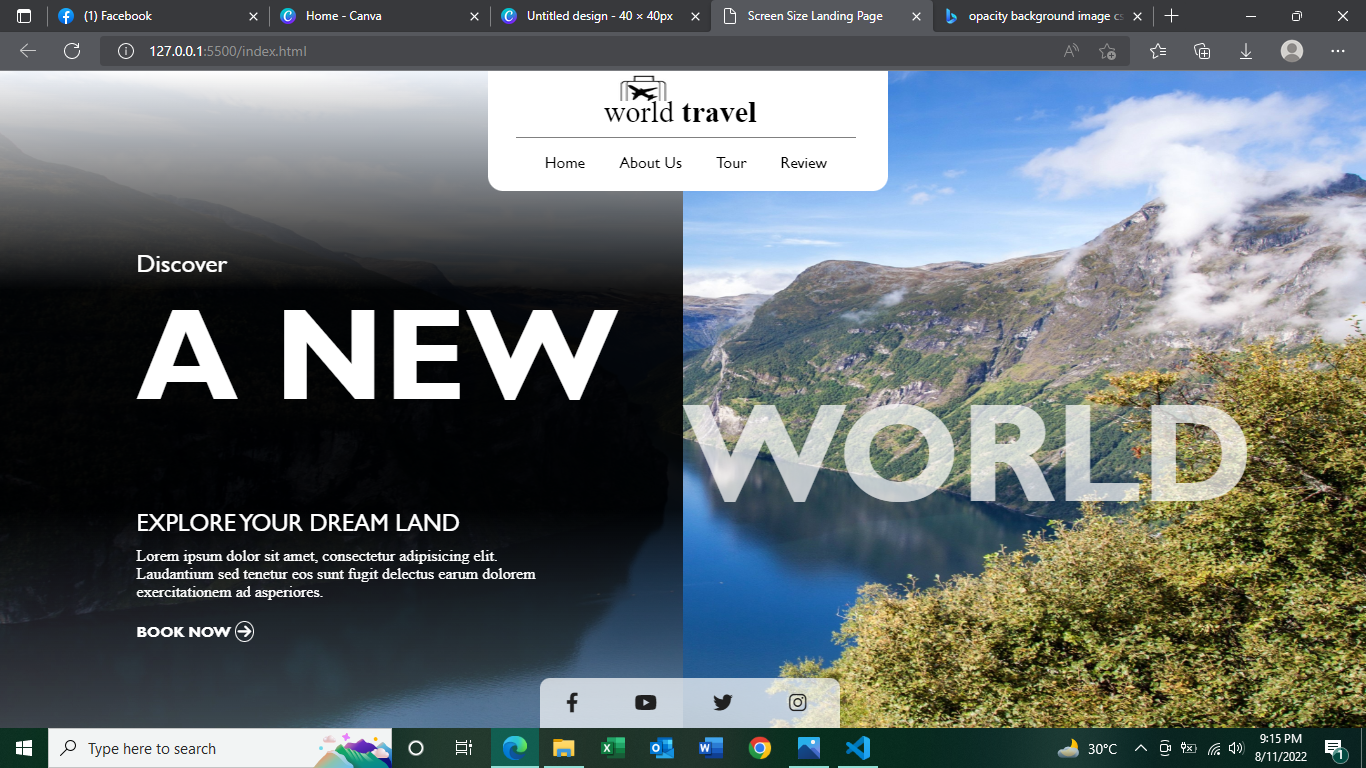 (1) Facebook
Home - Canva
Untitled design - 40 × 40px
Screen Size Landing Page
opacity background image cs
127.0.0.1:5500/index.html
world travel
Home About Us Tour Review
Discover
A NEW
WORLD
EXPLORE YOUR DREAM LAND
Lorem ipsum dolor sit amet, consectetur adipisicing elit.
Laudantium sed tenetur eos sunt fugit delectus earum dolorem
exercitationem ad asperiores.
BOOK NOW
Type here to search
30°C
9:15 PM
8/11/2022
1